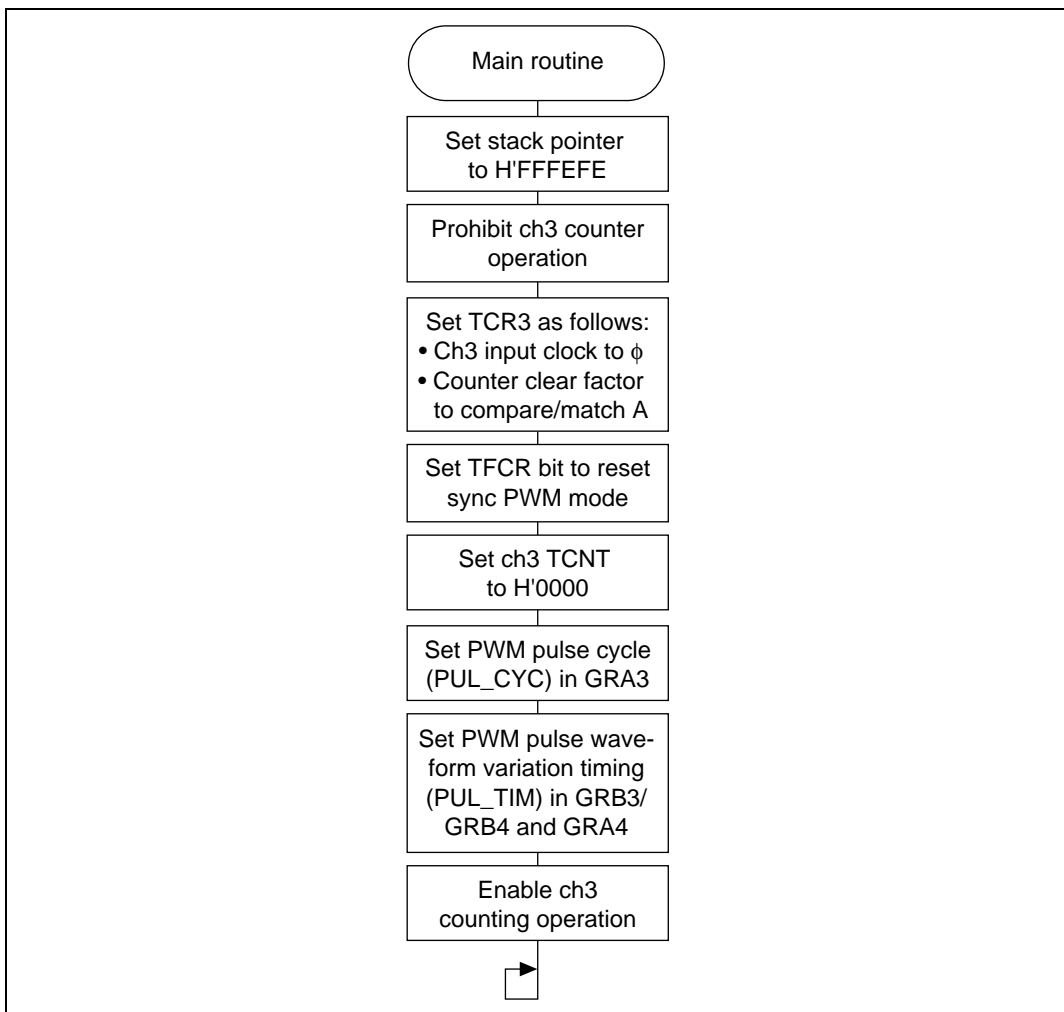 Main routine
Set stack pointer
to H'FFFEFE
Prohibit ch3 counter
operation
Set TCR3 as follows:
• Ch3 input clock to ϕ
• Counter clear factor
to compare/match A
Set TFCR bit to reset
sync PWM mode
Set ch3 TCNT
to H'0000
Set PWM pulse cycle
(PUL_CYC) in GRA3
Set PWM pulse wave-
form variation timing
(PUL_TIM) in GRB3/
GRB4 and GRA4
Enable ch3
counting operation